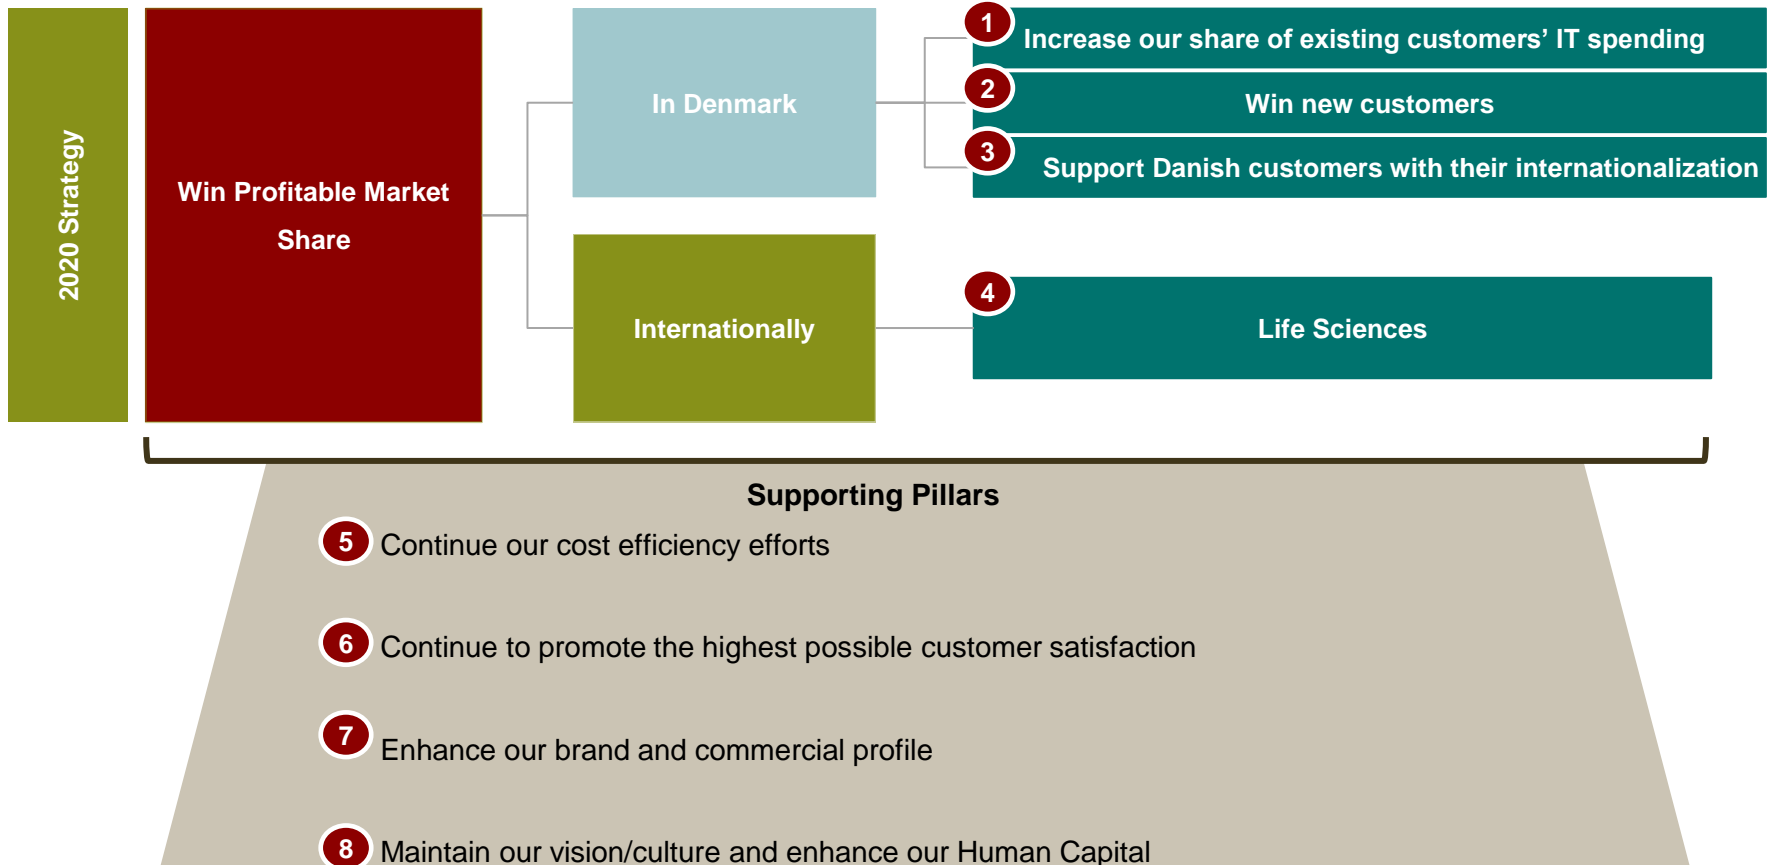 2020 Strategy
Win Profitable Market
Share
In Denmark
Internationally
1
Increase our share of existing customers’ IT spending
2
Win new customers
3
Support Danish customers with their internationalization
4
Life Sciences
Supporting Pillars
5 Continue our cost efficiency efforts
6 Continue to promote the highest possible customer satisfaction
7 Enhance our brand and commercial profile
8 Maintain our vision/culture and enhance our Human Capital